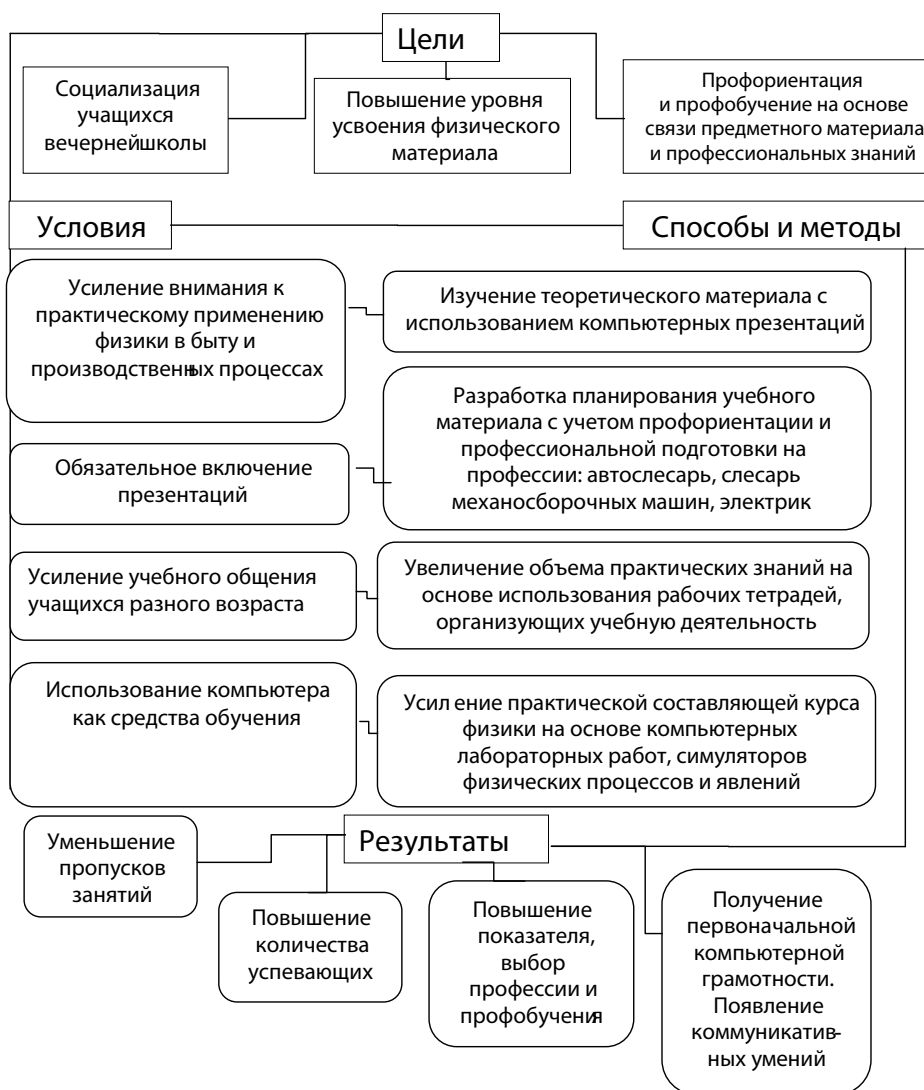 Цели
Социализация
учащихся
вечернейшколы
Повышение уровня
усвоения физического
материала
Профориентация
и профобучение на основе
связи предметного материала
и профессиональных знаний
Условия
Способы и методы
Усиление внимания к
практическому применению
физики в быту и
производственных процессах
Изучение теоретического материала с
использованием компьютерных презентаций
Обязательное включение
презентаций
Разработка планирования учебного
материала с учетом профориентации и
профессиональной подготовки на
профессии: автослесарь, слесарь
механосборочных машин, электрик
Усиление учебного общения
учащихся разного возраста
Увеличение объема практических знаний на
основе использования рабочих тетрадей,
организующих учебную деятельность
Использование компьютера
как средства обучения
Усил ение практической составляющей курса
физики на основе компьютерных
лабораторных работ, симуляторов
физических процессов и явлений
Результаты
Уменьшение
пропусков
занятий
Повышение
количества
успевающих
Повышение
показателя,
выбор
профессии и
профобучения
Получение
первоначальной
компьютерной
грамотности.
Появление
коммуникатив-
ных умений